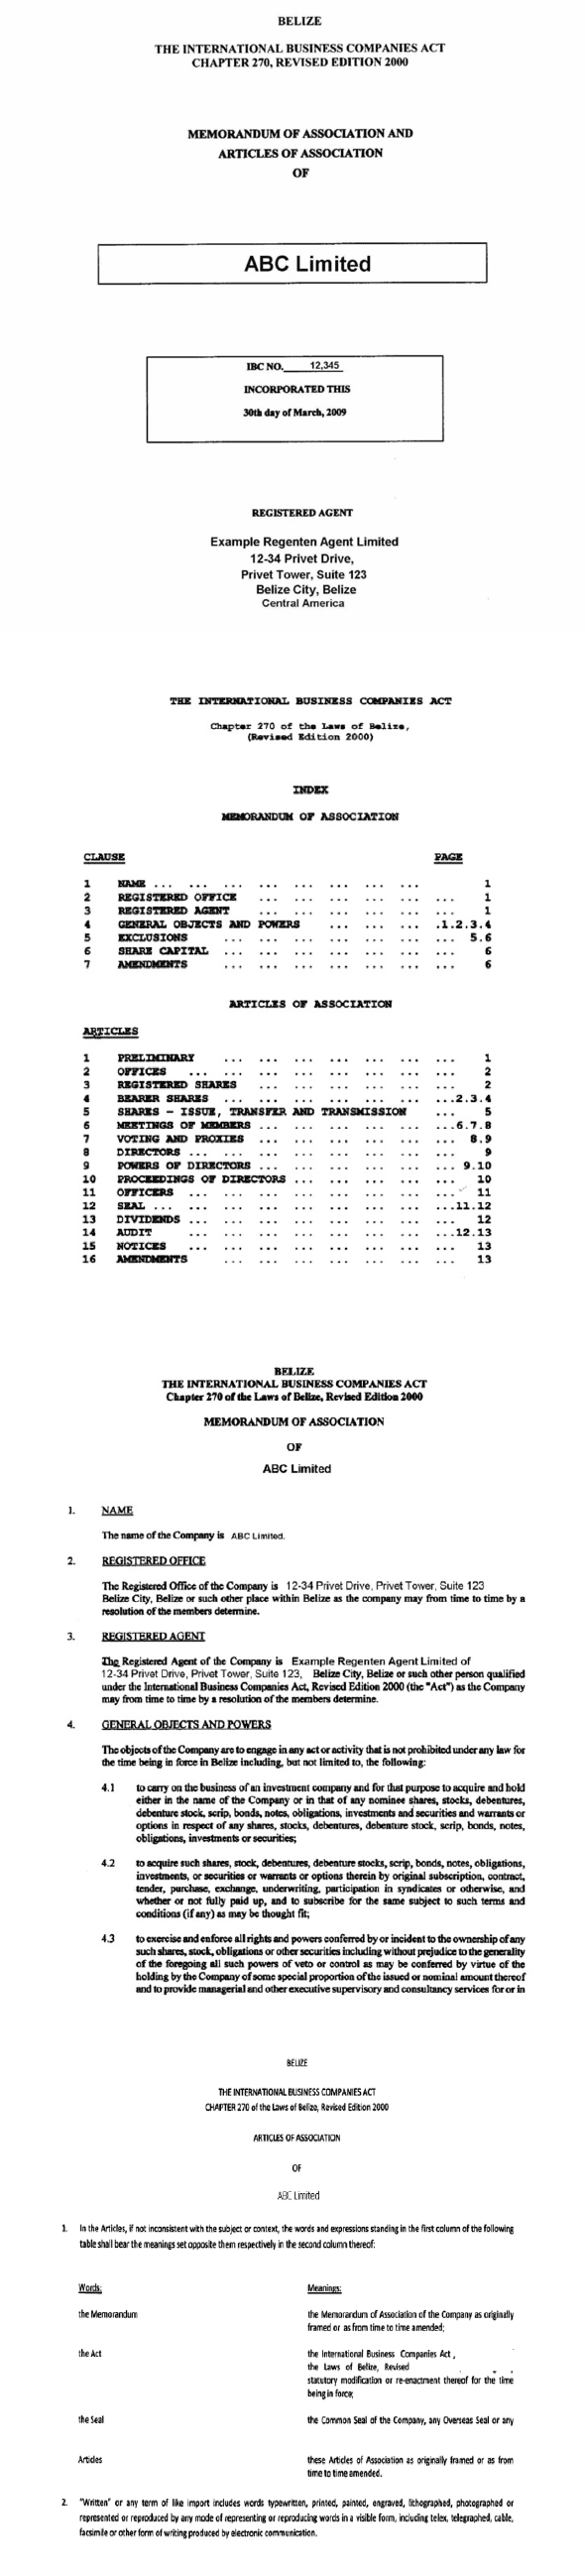 BELIZE
THE INTERNATIONAL BUSINESS COMPANIES ACT
CHAPTER 270, REVISED EDITION 2000
MEMORANDUM OF ASSOCIATION AND
ARTICLES OF ASSOCIATION
OF
ABC Limited
IBC NO. 12,345
INCORPORATED THIS
30th day of March, 2009
REGISTERED AGENT
Example Regenten Agent Limited
12-34 Privet Drive,
Privet Tower, Suite 123
Belize City, Belize
Central America
THE INTERNATIONAL BUSINESS COMPANIES ACT
Chapter 270 of the Laws of Belize,
(Revised Edition 2000)
INDEX
MEMORANDUM OF ASSOCIATION
CLAUSE PAGE
1 NAME ... ... ... ... ... ... ... ... 1
2 REGISTERED OFFICE ... ... ... ... ... ... 1
3 REGISTERED AGENT ... ... ... ... ... ... 1
4 GENERAL OBJECTS AND POWERS ... ... ... .1.2.3.4
5 EXCLUSIONS ... ... ... ... ... ... ... 5.6
6 SHARE CAPITAL ... ... ... ... ... ... ... 6
7 AMENDMENTS ... ... ... ... ... ... ... 6
ARTICLES OF ASSOCIATION
ARTICLES
1 PRELIMINARY ... ... ... ... ... ... ... 1
2 OFFICES ... ... ... ... ... ... ... ... 2
3 REGISTERED SHARES ... ... ... ... ... ... 2
4 BEARER SHARES ... ... ... ... ... ... ...2.3.4
5 SHARES - ISSUE, TRANSFER AND TRANSMISSION ... 5
6 MEETINGS OF MEMBERS ... ... ... ... ... ...6.7.8
7 VOTING AND PROXIES ... ... ... ... ... ... 8.9
8 DIRECTORS ... ... ... ... ... ... ... ... 9
9 POWERS OF DIRECTORS ... ... ... ... ... ... 9.10
10 PROCEEDINGS OF DIRECTORS ... ... ... ... ... 10
11 OFFICERS ... ... ... ... ... ... ... ... 11
12 SEAL ... ... ... ... ... ... ... ... ...11.12
13 DIVIDENDS ... ... ... ... ... ... ... ... 12
14 AUDIT ... ... ... ... ... ... ... ...12.13
15 NOTICES ... ... ... ... ... ... ... ... 13
16 AMENDMENTS ... ... ... ... ... ... ... 13
BELIZE
THE INTERNATIONAL BUSINESS COMPANIES ACT
Chapter 270 of the Laws of Belize, Revised Edition 2000
MEMORANDUM OF ASSOCIATION
OF
ABC Limited
1. NAME
The name of the Company is ABC Limited.
2. REGISTERED OFFICE
The Registered Office of the Company is 12-34 Privet Drive, Privet Tower, Suite 123
Belize City, Belize or such other place within Belize as the company may from time to time by a
resolution of the members determine.
3. REGISTERED AGENT
The Registered Agent of the Company is Example Regenten Agent Limited of
12-34 Privet Drive, Privet Tower, Suite 123, Belize City, Belize or such other person qualified
under the International Business Companies Act, Revised Edition 2000 (the "Act") as the Company
may from time to time by a resolution of the members determine.
4. GENERAL OBJECTS AND POWERS
The objects of the Company are to engage in any act or activity that is not prohibited under any law for
the time being in force in Belize including, but not limited to, the following:
4.1 to carry on the business of an investment company and for that purpose to acquire and hold
either in the name of the Company or in that of any nominee shares, stocks, debentures,
debenture stock, scrip, bonds, notes, obligations, investments and securities and warrants or
options in respect of any shares, stocks, debentures, debenture stock, scrip, bonds, notes,
obligations, investments or securities;
4.2 to acquire such shares, stock, debentures, debenture stocks, scrip, bonds, notes, obligations,
investments, or securities or warrants or options therein by original subscription, contract,
tender, purchase, exchange, underwriting, participation in syndicates or otherwise, and
whether or not fully paid up, and to subscribe for the same subject to such terms and
conditions (if any) as may be thought fit;
4.3 to exercise and enforce all rights and powers conferred by or incident to the ownership of any
such shares, stock, obligations or other securities including without prejudice to the generality
of the foregoing all such powers of veto or control as may be conferred by virtue of the
holding by the Company of some special proportion of the issued or nominal amount thereof
and to provide managerial and other executive supervisory and consultancy services for or in
BELIZE
THE INTERNATIONAL BUSINESS COMPANIES ACT
CHAPTER 270 of the Laws of Belize, Revised Edition 2000
ARTICLES OF ASSOCIATION
OF
ABC Limited
1. In the Articles, if not inconsistent with the subject or context, the words and expressions standing in the first column of the following
table shall bear the meanings set opposite them respectively in the second column thereof:
Words: Meanings:
the Memorandum the Memorandum of Association of the Company as originally
framed or as from time to time amended;
the Act the International Business Companies Act ,
the Laws of Belize, Revised
statutory modification or re-enactment thereof for the time
being in force;
the Seal the Common Seal of the Company, any Overseas Seal or any
Articles these Articles of Association as originally framed or as from
time to time amended.
2. "Written" or any term of like import includes words typewritten, printed, painted, engraved, lithographed, photographed or
represented or reproduced by any mode of representing or reproducing words in a visible form, including telex, telegraphed, cable,
facsimile or other form of writing produced by electronic communication.